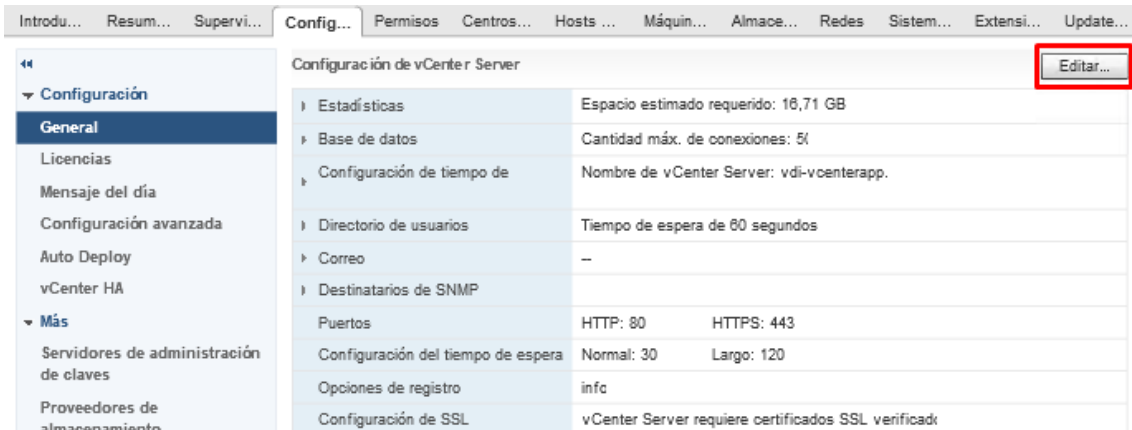 Introdu... Resum... Supervi... Config... Permisos Centros... Hosts ... Máquin... Almace... Redes Sistem... Extensi... Update...
Configuración de vCenter Server Editar...
Configuración
General
Licencias
Mensaje del día
Configuración avanzada
Auto Deploy
vCenter HA
Más
Servidores de administración
de claves
Proveedores de
almacenamiento
Estadísticas Espacio estimado requerido: 16,71 GB
Base de datos Cantidad máx. de conexiones: 50
Configuración de tiempo de Nombre de vCenter Server: vdi-vcenterapp.
Directorio de usuarios Tiempo de espera de 60 segundos
Correo --
Destinatarios de SNMP
Puertos HTTP: 80 HTTPS: 443
Configuración del tiempo de espera Normal: 30 Largo: 120
Opciones de registro info
Configuración de SSL vCenter Server requiere certificados SSL